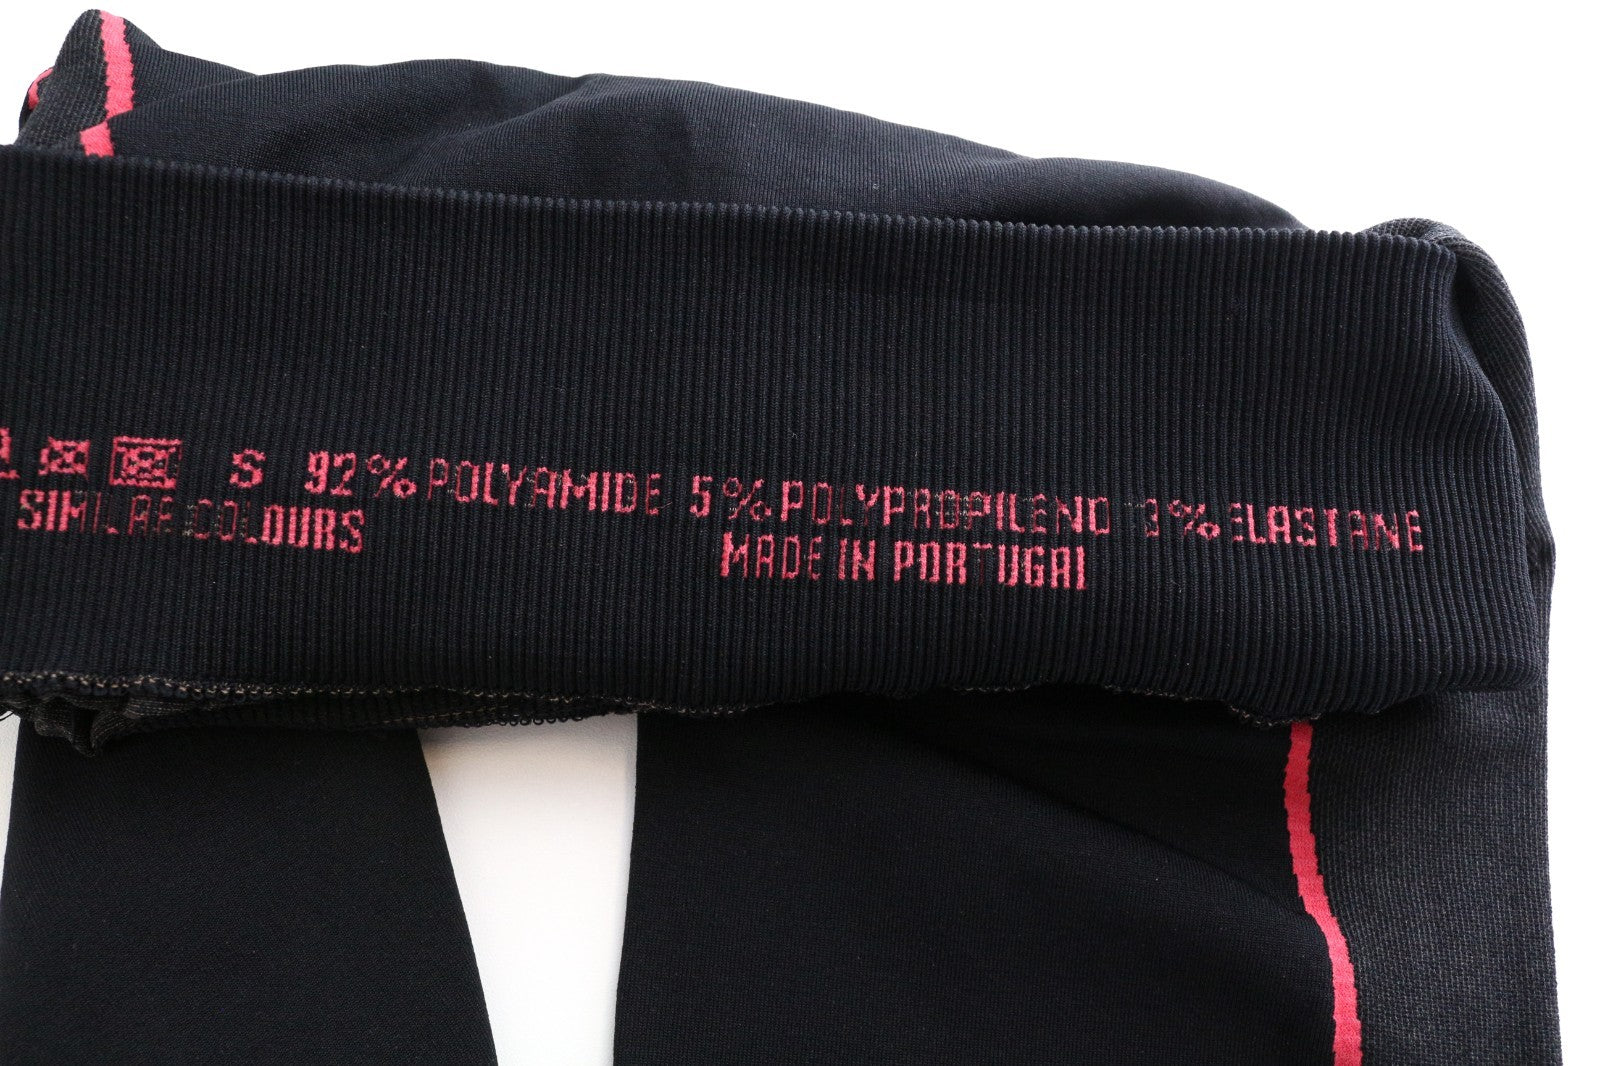 S 92% POLYAMIDE 5% POLYPROPILENO 3% ELASTANE
SIMILAR COLOURS
MADE IN PORTUGAL